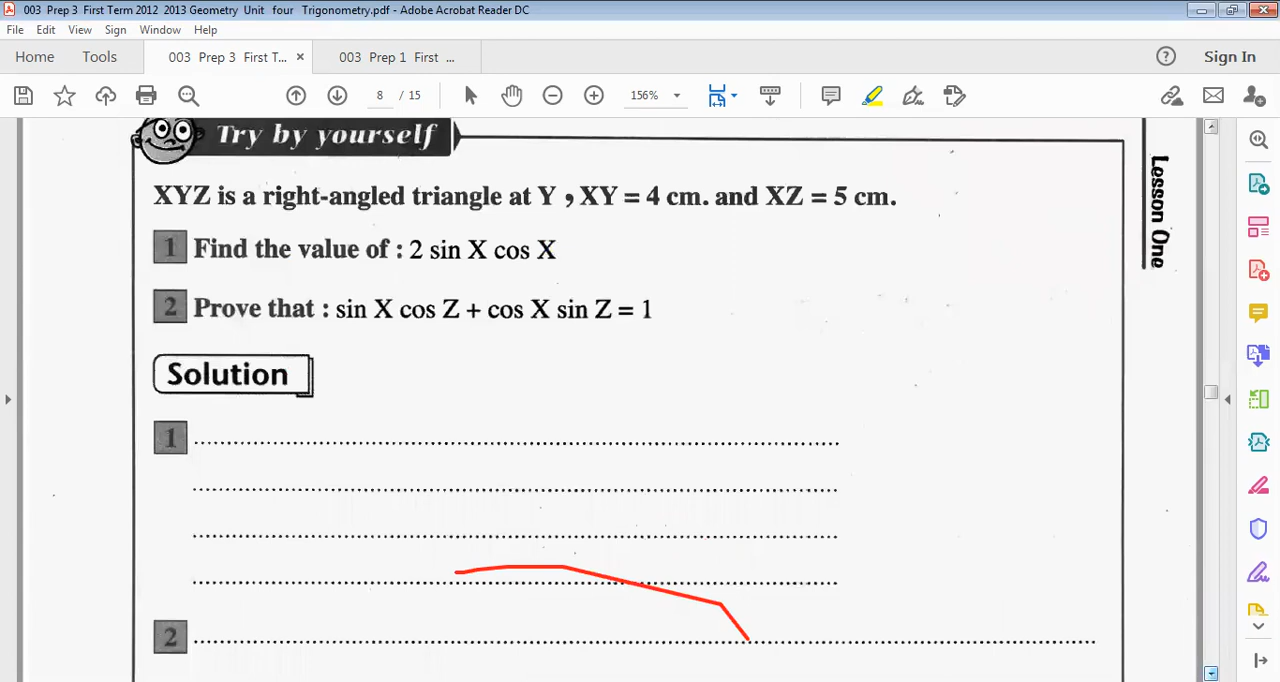 003 Prep 3 First Term 2012 2013 Geometry Unit four Trigonometry.pdf - Adobe Acrobat Reader DC
File Edit View Sign Window Help
Home Tools 003 Prep 3 First T... × 003 Prep 1 First ... Sign In
8 / 15 156%
Try by yourself
XYZ is a right-angled triangle at Y , XY = 4 cm. and XZ = 5 cm.
1 Find the value of : 2 sin X cos X
2 Prove that : sin X cos Z + cos X sin Z = 1
Solution
1
2
Lesson One